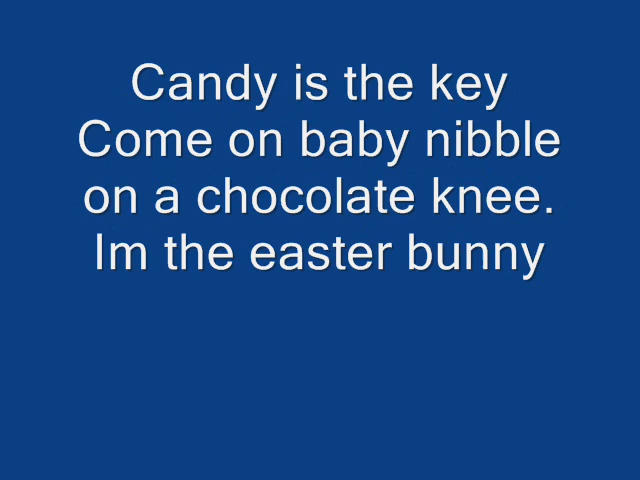 Candy is the key
Come on baby nibble
on a chocolate knee.
Im the easter bunny